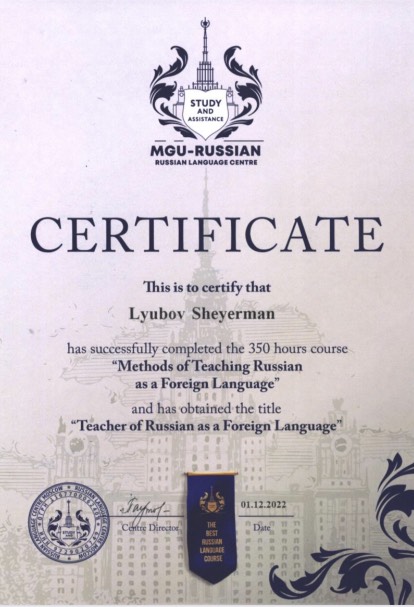 STUDY
AND
ASSISTANCE
MGU-RUSSIAN
RUSSIAN LANGUAGE CENTRE
CERTIFICATE
This is to certify that
Lyubov Sheyerman
has successfully completed the 350 hours course
“Methods of Teaching Russian
as a Foreign Language”
and has obtained the title
“Teacher of Russian as a Foreign Language”
01.12.2022
Centre Director
Date
THE
BEST
RUSSIAN
LANGUAGE
COURSE